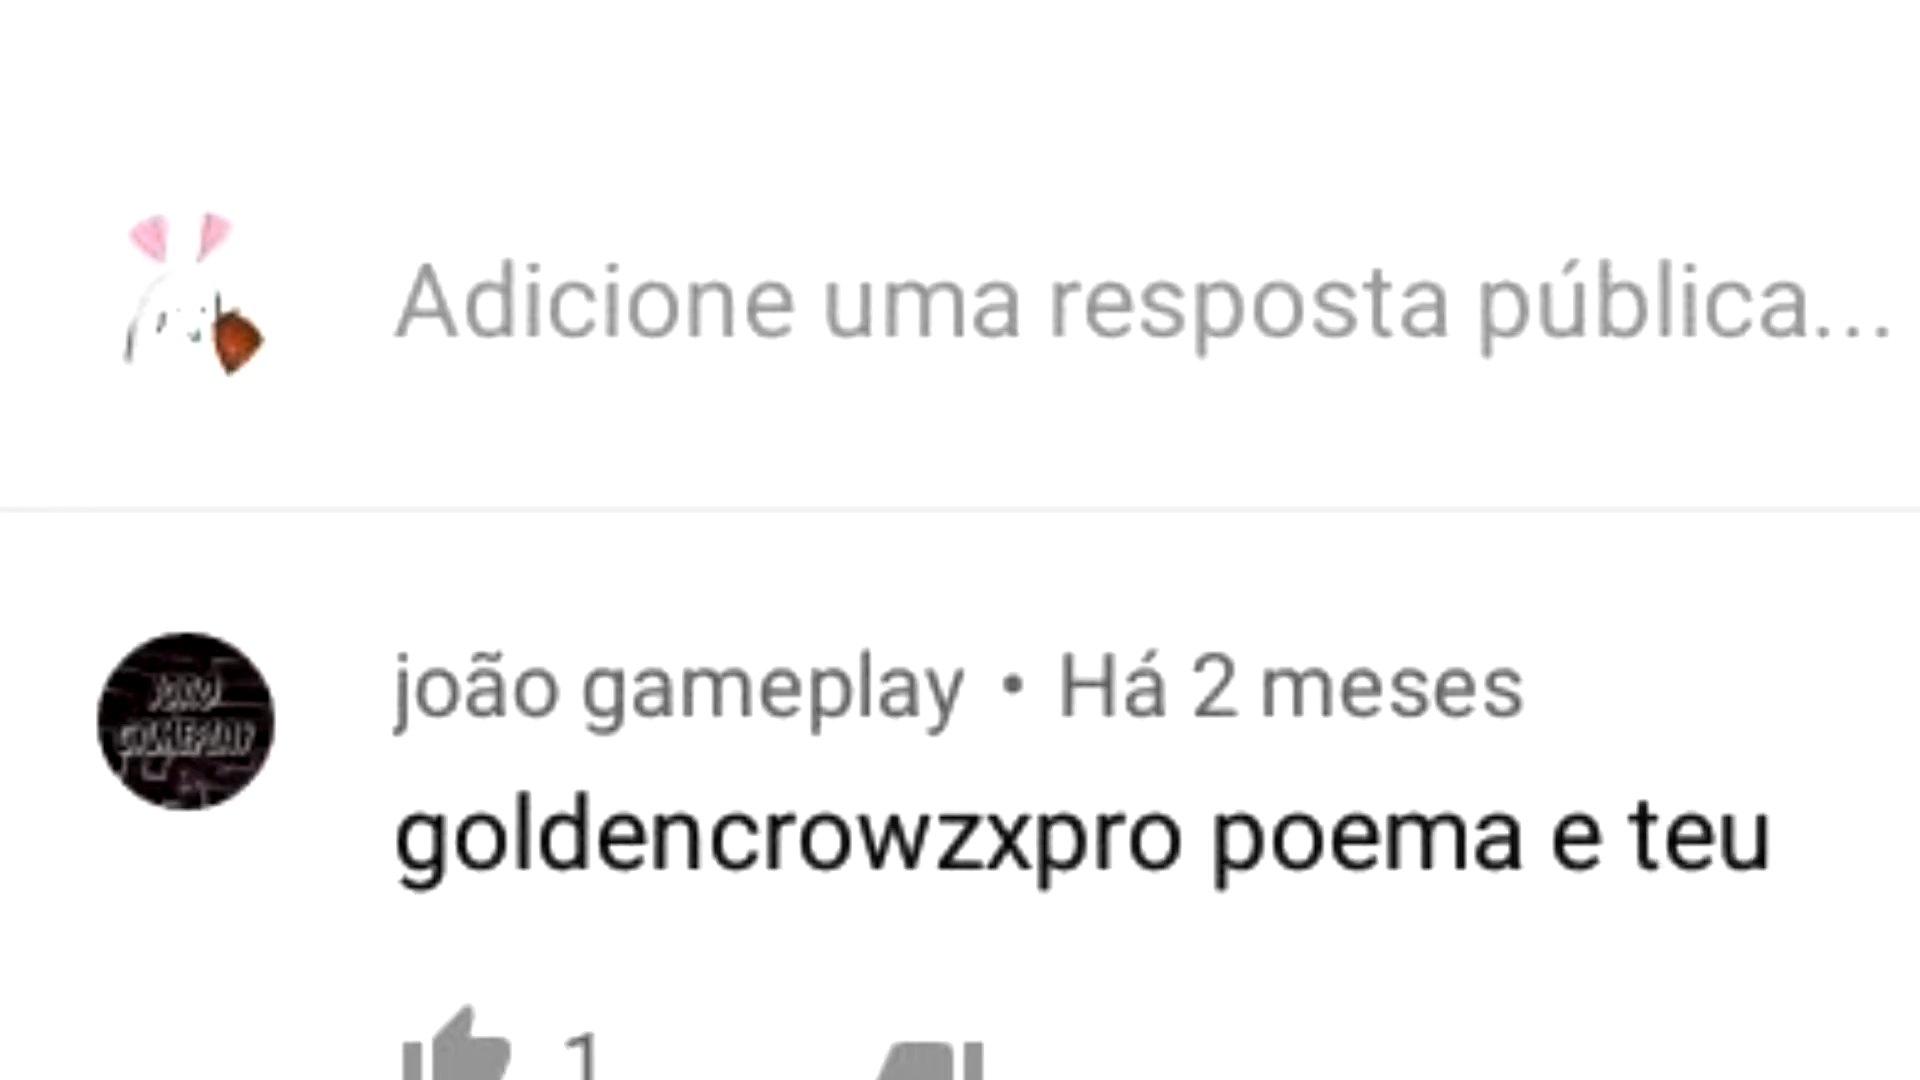 Adicione uma resposta pública...
joão gameplay • Há 2 meses
goldencrowzxpro poema e teu
1